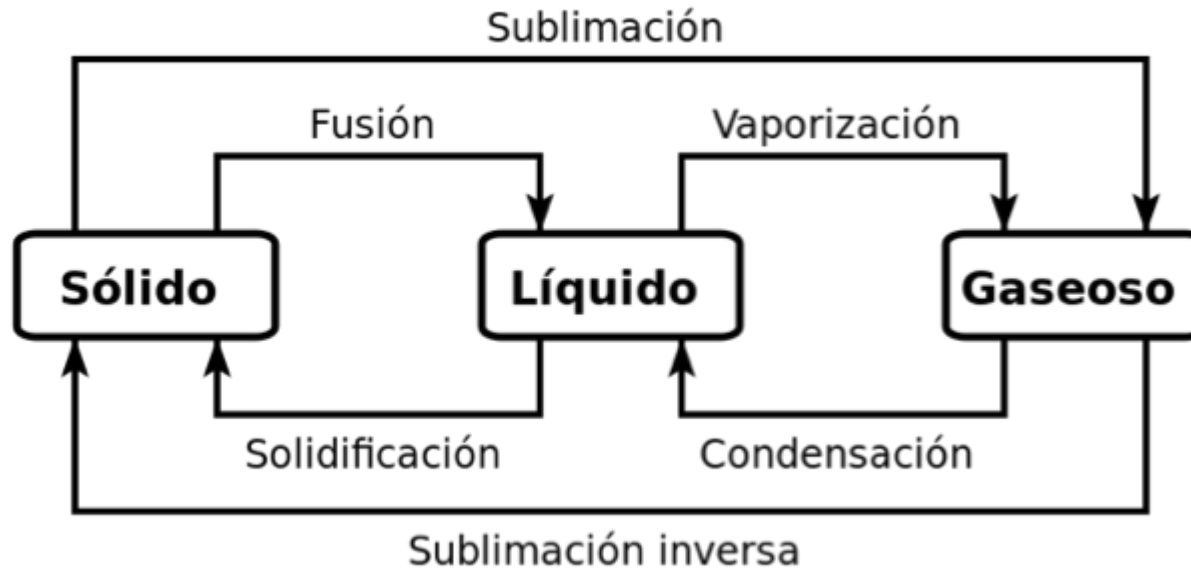 Sublimación
Fusión
Vaporización
Sólido
Líquido
Gaseoso
Solidificación
Condensación
Sublimación inversa